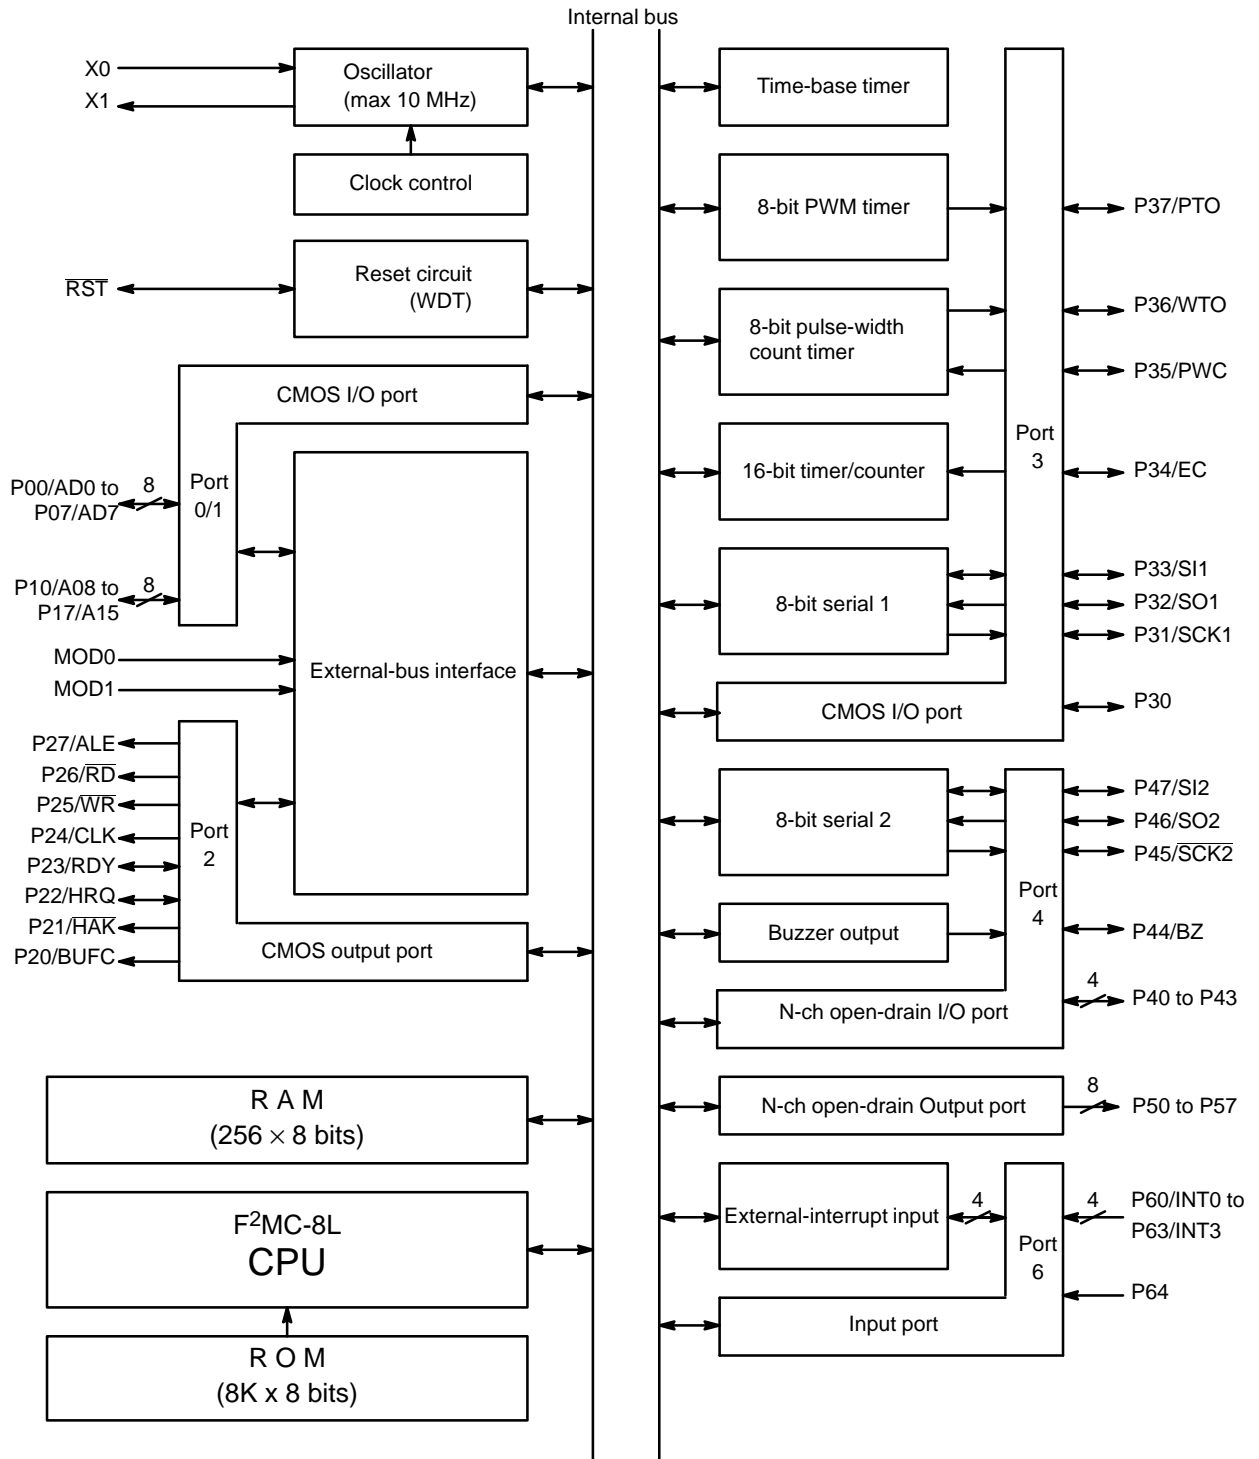 Internal bus
X0
X1
Oscillator
(max 10 MHz)
Clock control
R̅S̅T̅
Reset circuit
(WDT)
CMOS I/O port
Port
0/1
P00/AD0 to
P07/AD7
8
P10/A08 to
P17/A15
8
MOD0
MOD1
External-bus interface
P27/ALE
P26/R̅D̅
P25/W̅R̅
P24/CLK
P23/RDY
P22/HRQ
P21/H̅A̅K̅
P20/BUFC
Port
2
CMOS output port
R A M
(256 × 8 bits)
F²MC-8L
CPU
R O M
(8K x 8 bits)
Time-base timer
8-bit PWM timer
8-bit pulse-width
count timer
16-bit timer/counter
8-bit serial 1
CMOS I/O port
Port
3
P37/PTO
P36/WTO
P35/PWC
P34/EC
P33/SI1
P32/SO1
P31/SCK1
P30
8-bit serial 2
Buzzer output
N-ch open-drain I/O port
Port
4
P47/SI2
P46/SO2
P45/S̅C̅K̅2̅
P44/BZ
4
P40 to P43
N-ch open-drain Output port
8
P50 to P57
External-interrupt input
4
Port
6
4
P60/INT0 to
P63/INT3
P64
Input port